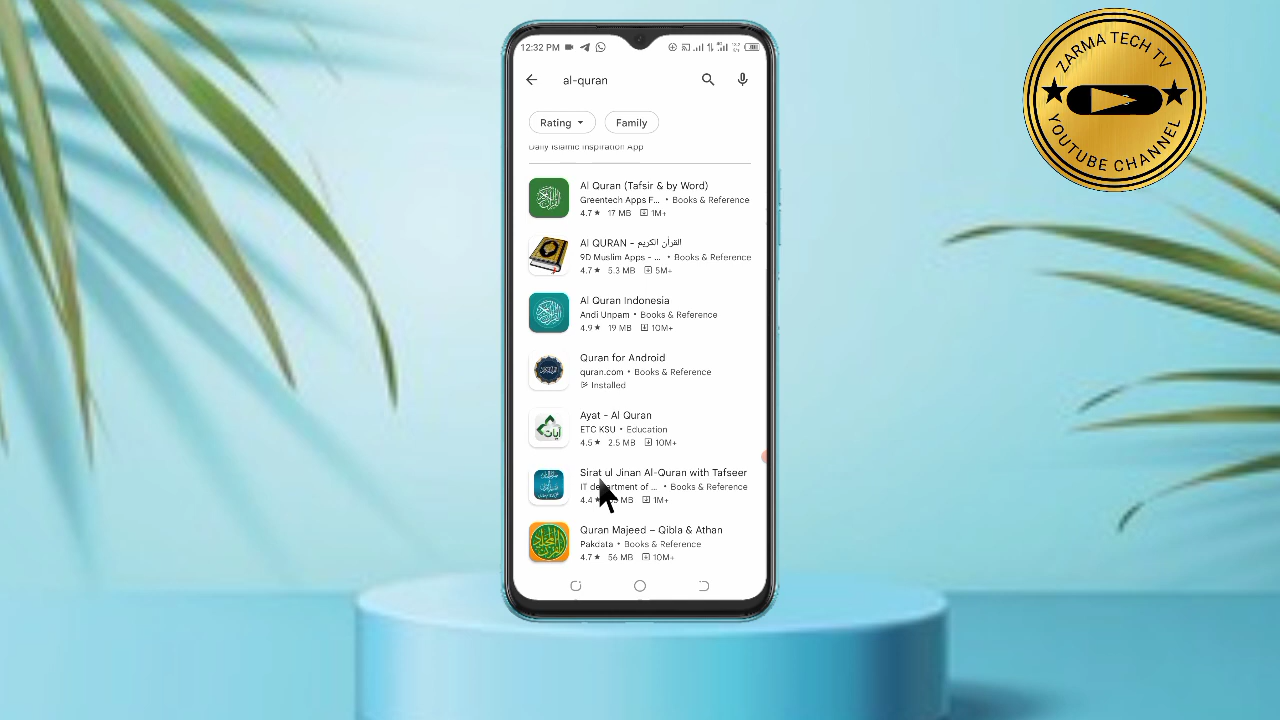 12:32 PM
al-quran
Rating
Family
Daily Islamic Inspiration App
Al Quran (Tafsir & by Word)
Greentech Apps F... • Books & Reference
4.7★ 17 MB 1M+
Al QURAN - القرآن الكريم
9D Muslim Apps - ... • Books & Reference
4.7★ 5.3 MB 5M+
Al Quran Indonesia
Andi Unpam • Books & Reference
4.9★ 19 MB 10M+
Quran for Android
quran.com • Books & Reference
Installed
Ayat - Al Quran
ETC KSU • Education
4.5★ 2.5 MB 10M+
Sirat ul Jinan Al-Quran with Tafseer
IT department of ... • Books & Reference
4.4★ MB 1M+
Quran Majeed – Qibla & Athan
Pakdata • Books & Reference
4.7★ 56 MB 10M+
ZARMA TECH TV
YOUTUBE CHANNEL